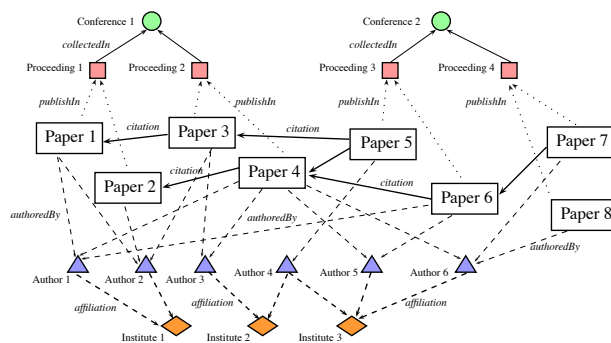 Conference 1
Conference 2
collectedIn
collectedIn
Proceeding 1
Proceeding 2
Proceeding 3
Proceeding 4
publishIn
publishIn
publishIn
publishIn
Paper 1
Paper 3
Paper 5
Paper 7
citation
citation
Paper 2
citation
Paper 4
citation
Paper 6
Paper 8
authoredBy
authoredBy
authoredBy
Author 1
Author 2
Author 3
Author 4
Author 5
Author 6
affiliation
affiliation
affiliation
Institute 1
Institute 2
Institute 3